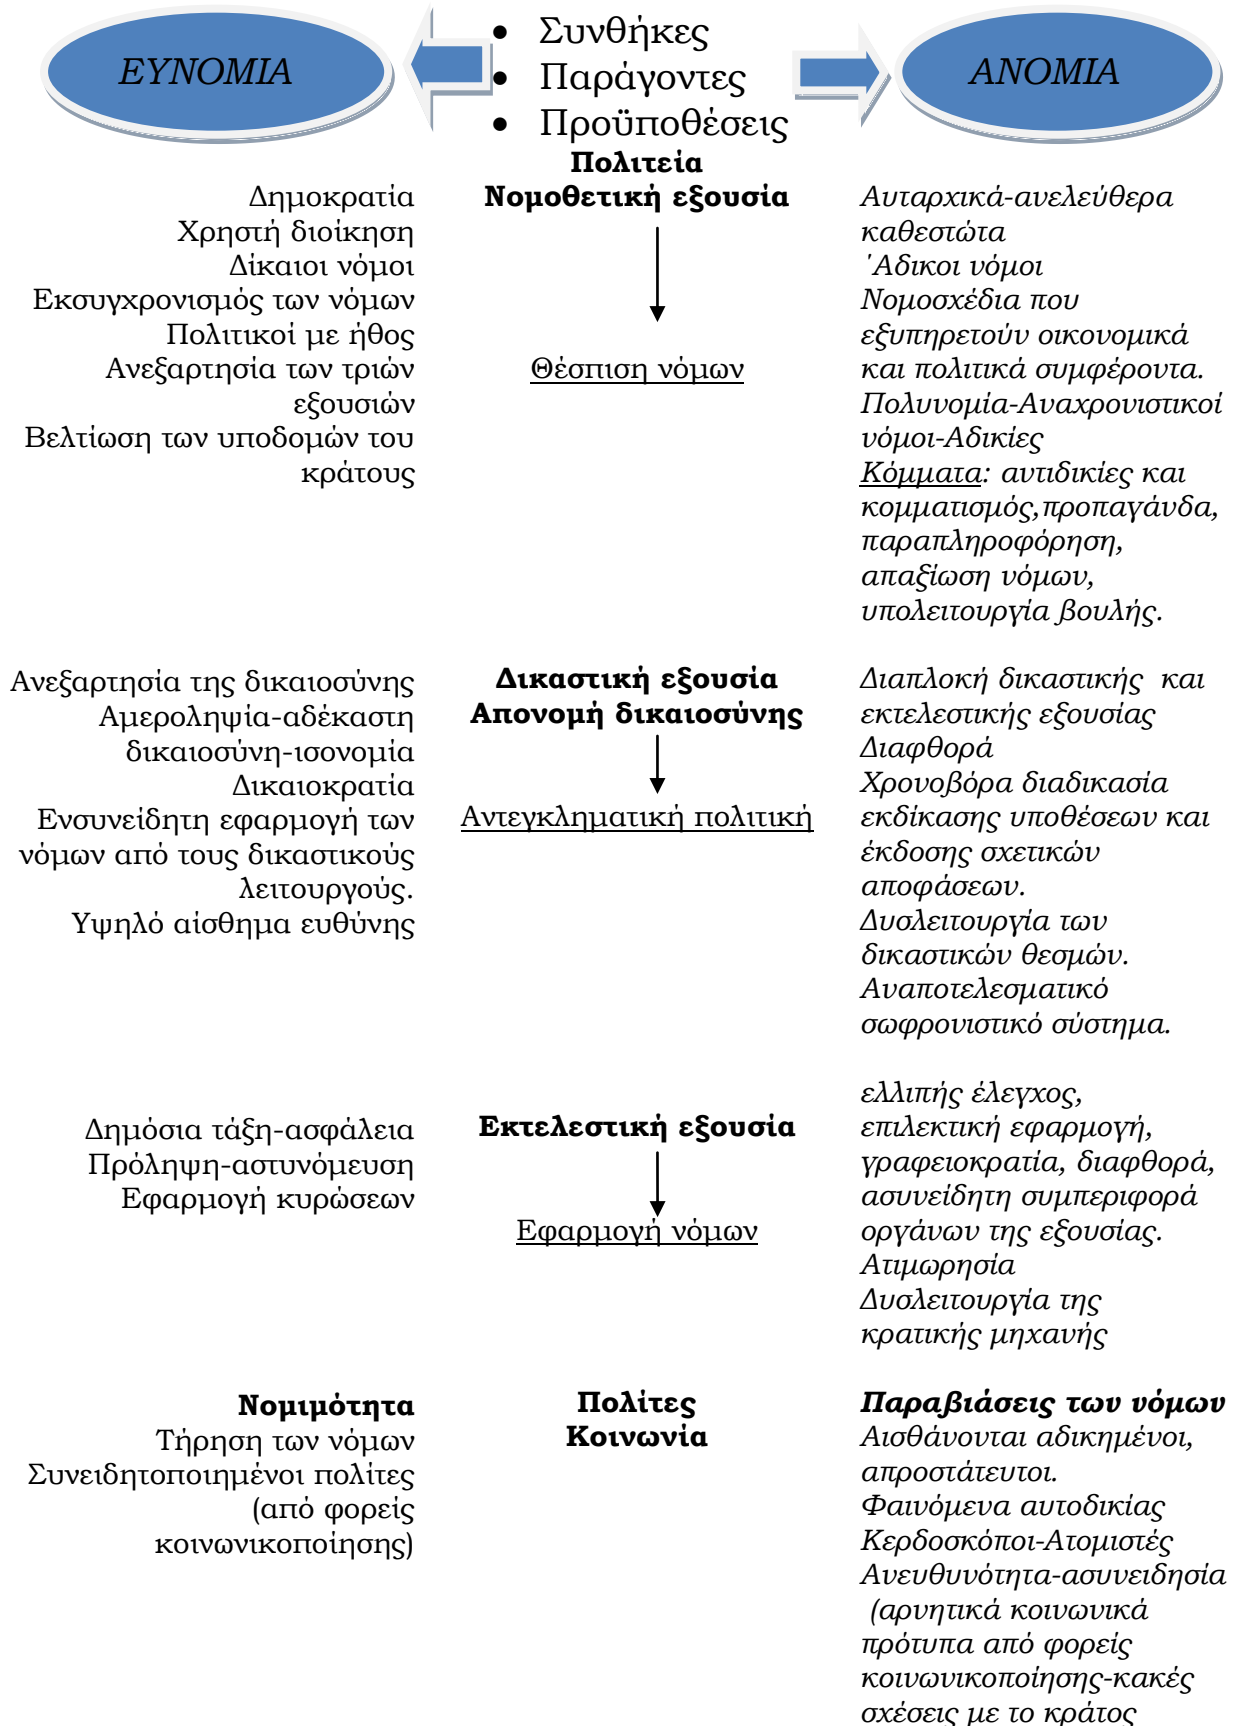 ΕΥΝΟΜΙΑ
• Συνθήκες
• Παράγοντες
• Προϋποθέσεις
ΑΝΟΜΙΑ
Πολιτεία
Νομοθετική εξουσία
Θέσπιση νόμων
Δημοκρατία
Χρηστή διοίκηση
Δίκαιοι νόμοι
Εκσυγχρονισμός των νόμων
Πολιτικοί με ήθος
Ανεξαρτησία των τριών
εξουσιών
Βελτίωση των υποδομών του
κράτους
Αυταρχικά-ανελεύθερα
καθεστώτα
΄Αδικοι νόμοι
Νομοσχέδια που
εξυπηρετούν οικονομικά
και πολιτικά συμφέροντα.
Πολυνομία-Αναχρονιστικοί
νόμοι-Αδικίες
Κόμματα: αντιδικίες και
κομματισμός,προπαγάνδα,
παραπληροφόρηση,
απαξίωση νόμων,
υπολειτουργία βουλής.
Ανεξαρτησία της δικαιοσύνης
Αμεροληψία-αδέκαστη
δικαιοσύνη-ισονομία
Δικαιοκρατία
Ενσυνείδητη εφαρμογή των
νόμων από τους δικαστικούς
λειτουργούς.
Υψηλό αίσθημα ευθύνης
Δικαστική εξουσία
Απονομή δικαιοσύνης
Αντεγκληματική πολιτική
Διαπλοκή δικαστικής και
εκτελεστικής εξουσίας
Διαφθορά
Χρονοβόρα διαδικασία
εκδίκασης υποθέσεων και
έκδοσης σχετικών
αποφάσεων.
Δυσλειτουργία των
δικαστικών θεσμών.
Αναποτελεσματικό
σωφρονιστικό σύστημα.
Δημόσια τάξη-ασφάλεια
Πρόληψη-αστυνόμευση
Εφαρμογή κυρώσεων
Εκτελεστική εξουσία
Εφαρμογή νόμων
ελλιπής έλεγχος,
επιλεκτική εφαρμογή,
γραφειοκρατία, διαφθορά,
ασυνείδητη συμπεριφορά
οργάνων της εξουσίας.
Ατιμωρησία
Δυσλειτουργία της
κρατικής μηχανής
Νομιμότητα
Τήρηση των νόμων
Συνειδητοποιημένοι πολίτες
(από φορείς
κοινωνικοποίησης)
Πολίτες
Κοινωνία
Παραβιάσεις των νόμων
Αισθάνονται αδικημένοι,
απροστάτευτοι.
Φαινόμενα αυτοδικίας
Κερδοσκόποι-Ατομιστές
Ανευθυνότητα-ασυνειδησία
(αρνητικά κοινωνικά
πρότυπα από φορείς
κοινωνικοποίησης-κακές
σχέσεις με το κράτος